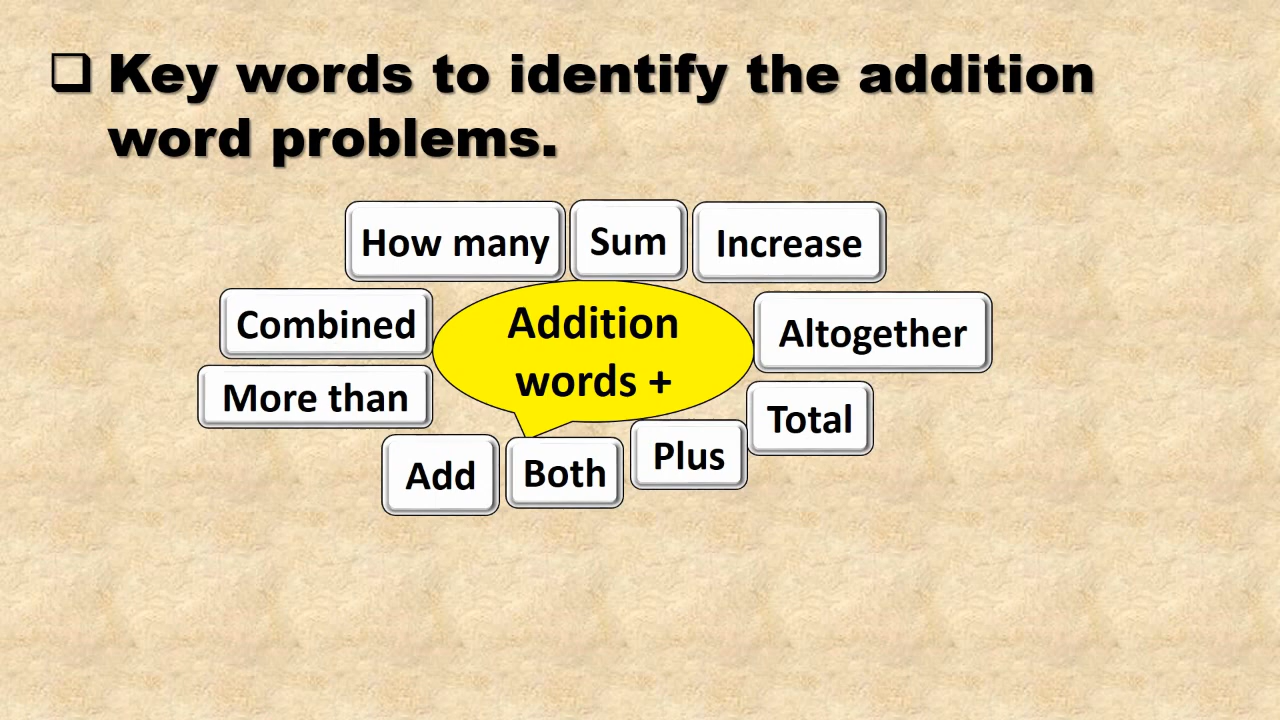 ❑ Key words to identify the addition
word problems.
How many
Sum
Increase
Combined
Addition
words +
Altogether
More than
Total
Add
Both
Plus